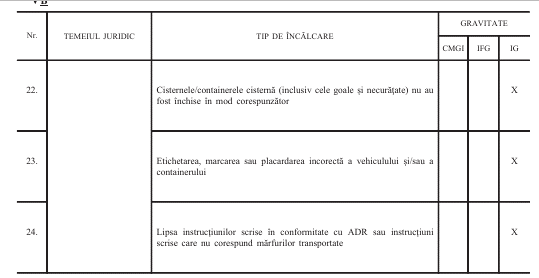 ▼B
Nr. TEMEIUL JURIDIC TIP DE ÎNCĂLCARE GRAVITATE
CMGI IFG IG
22. Cisternele/containerele cisternă (inclusiv cele goale și necurățate) nu au X
fost închise în mod corespunzător
23. Etichetarea, marcarea sau placardarea incorectă a vehiculului și/sau a X
containerului
24. Lipsa instrucțiunilor scrise în conformitate cu ADR sau instrucțiuni X
scrise care nu corespund mărfurilor transportate